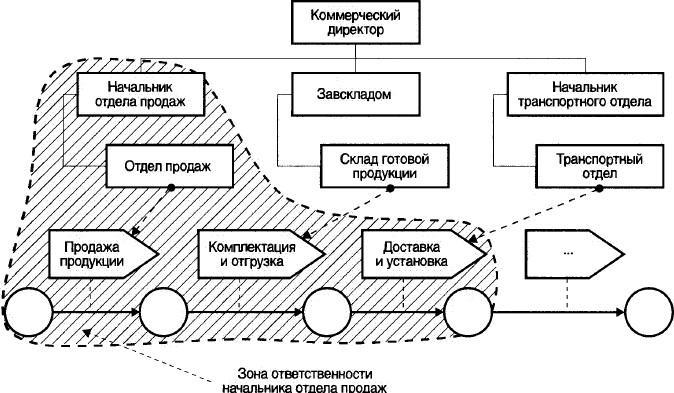 Коммерческий
директор
Начальник
отдела продаж
Завскладом
Начальник
транспортного отдела
Отдел продаж
Склад готовой
продукции
Транспортный
отдел
Продажа
продукции
Комплектация
и отгрузка
Доставка
и установка
...
Зона ответственности
начальника отдела продаж